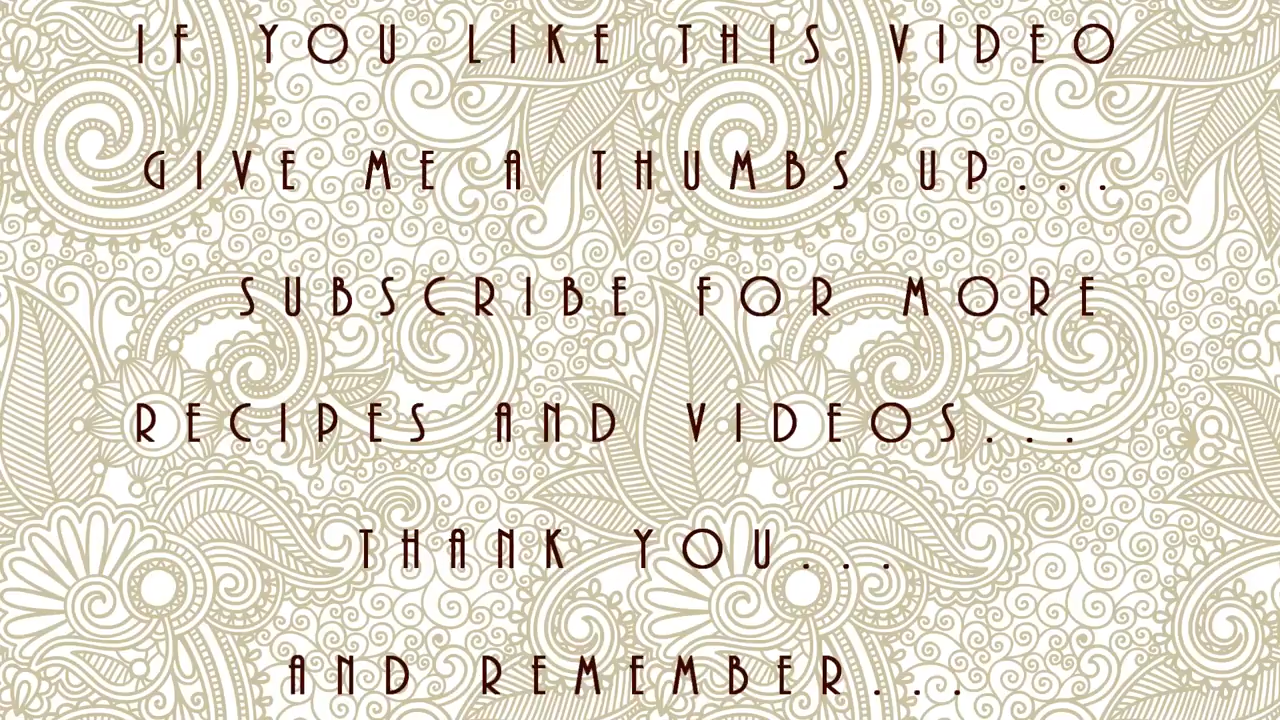 IF YOU LIKE THIS VIDEO
GIVE ME A THUMBS UP...
SUBSCRIBE FOR MORE
RECIPES AND VIDEOS...
THANK YOU...
AND REMEMBER...